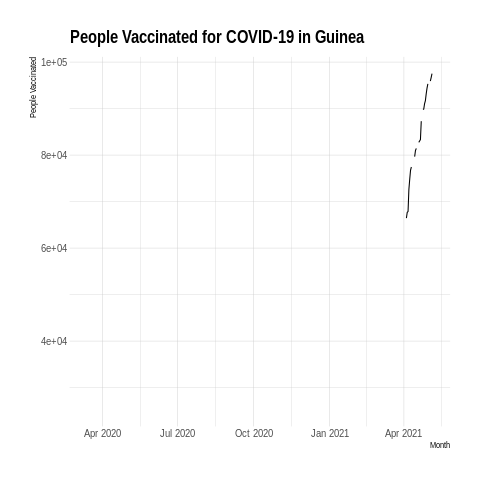 People Vaccinated for COVID-19 in Guinea
People Vaccinated
1e+05
8e+04
6e+04
4e+04
Apr 2020 Jul 2020 Oct 2020 Jan 2021 Apr 2021
Month